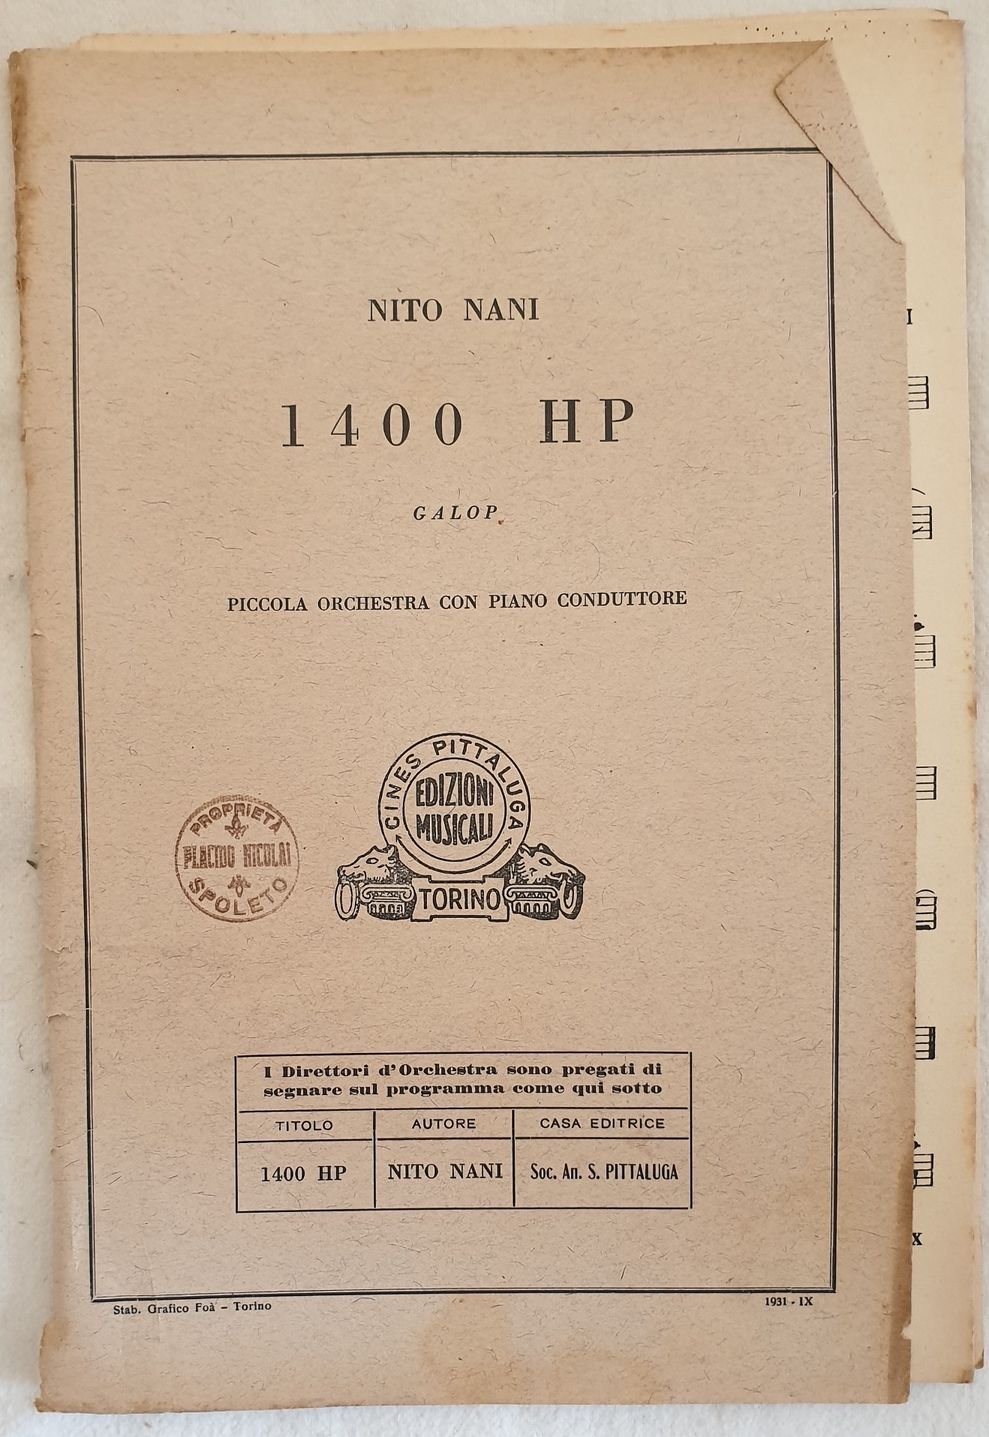 NITO NANI
1400 HP
GALOP
PICCOLA ORCHESTRA CON PIANO CONDUTTORE
CINES PITTALUGA
EDIZIONI
MUSICALI
TORINO
PROPRIETÀ
PLACIDO NICOLAI
SPOLETO
I Direttori d'Orchestra sono pregati di
segnare sul programma come qui sotto
TITOLO AUTORE CASA EDITRICE
1400 HP NITO NANI Soc. An. S. PITTALUGA
Stab. Grafico Foà - Torino
1931 - IX
I
X